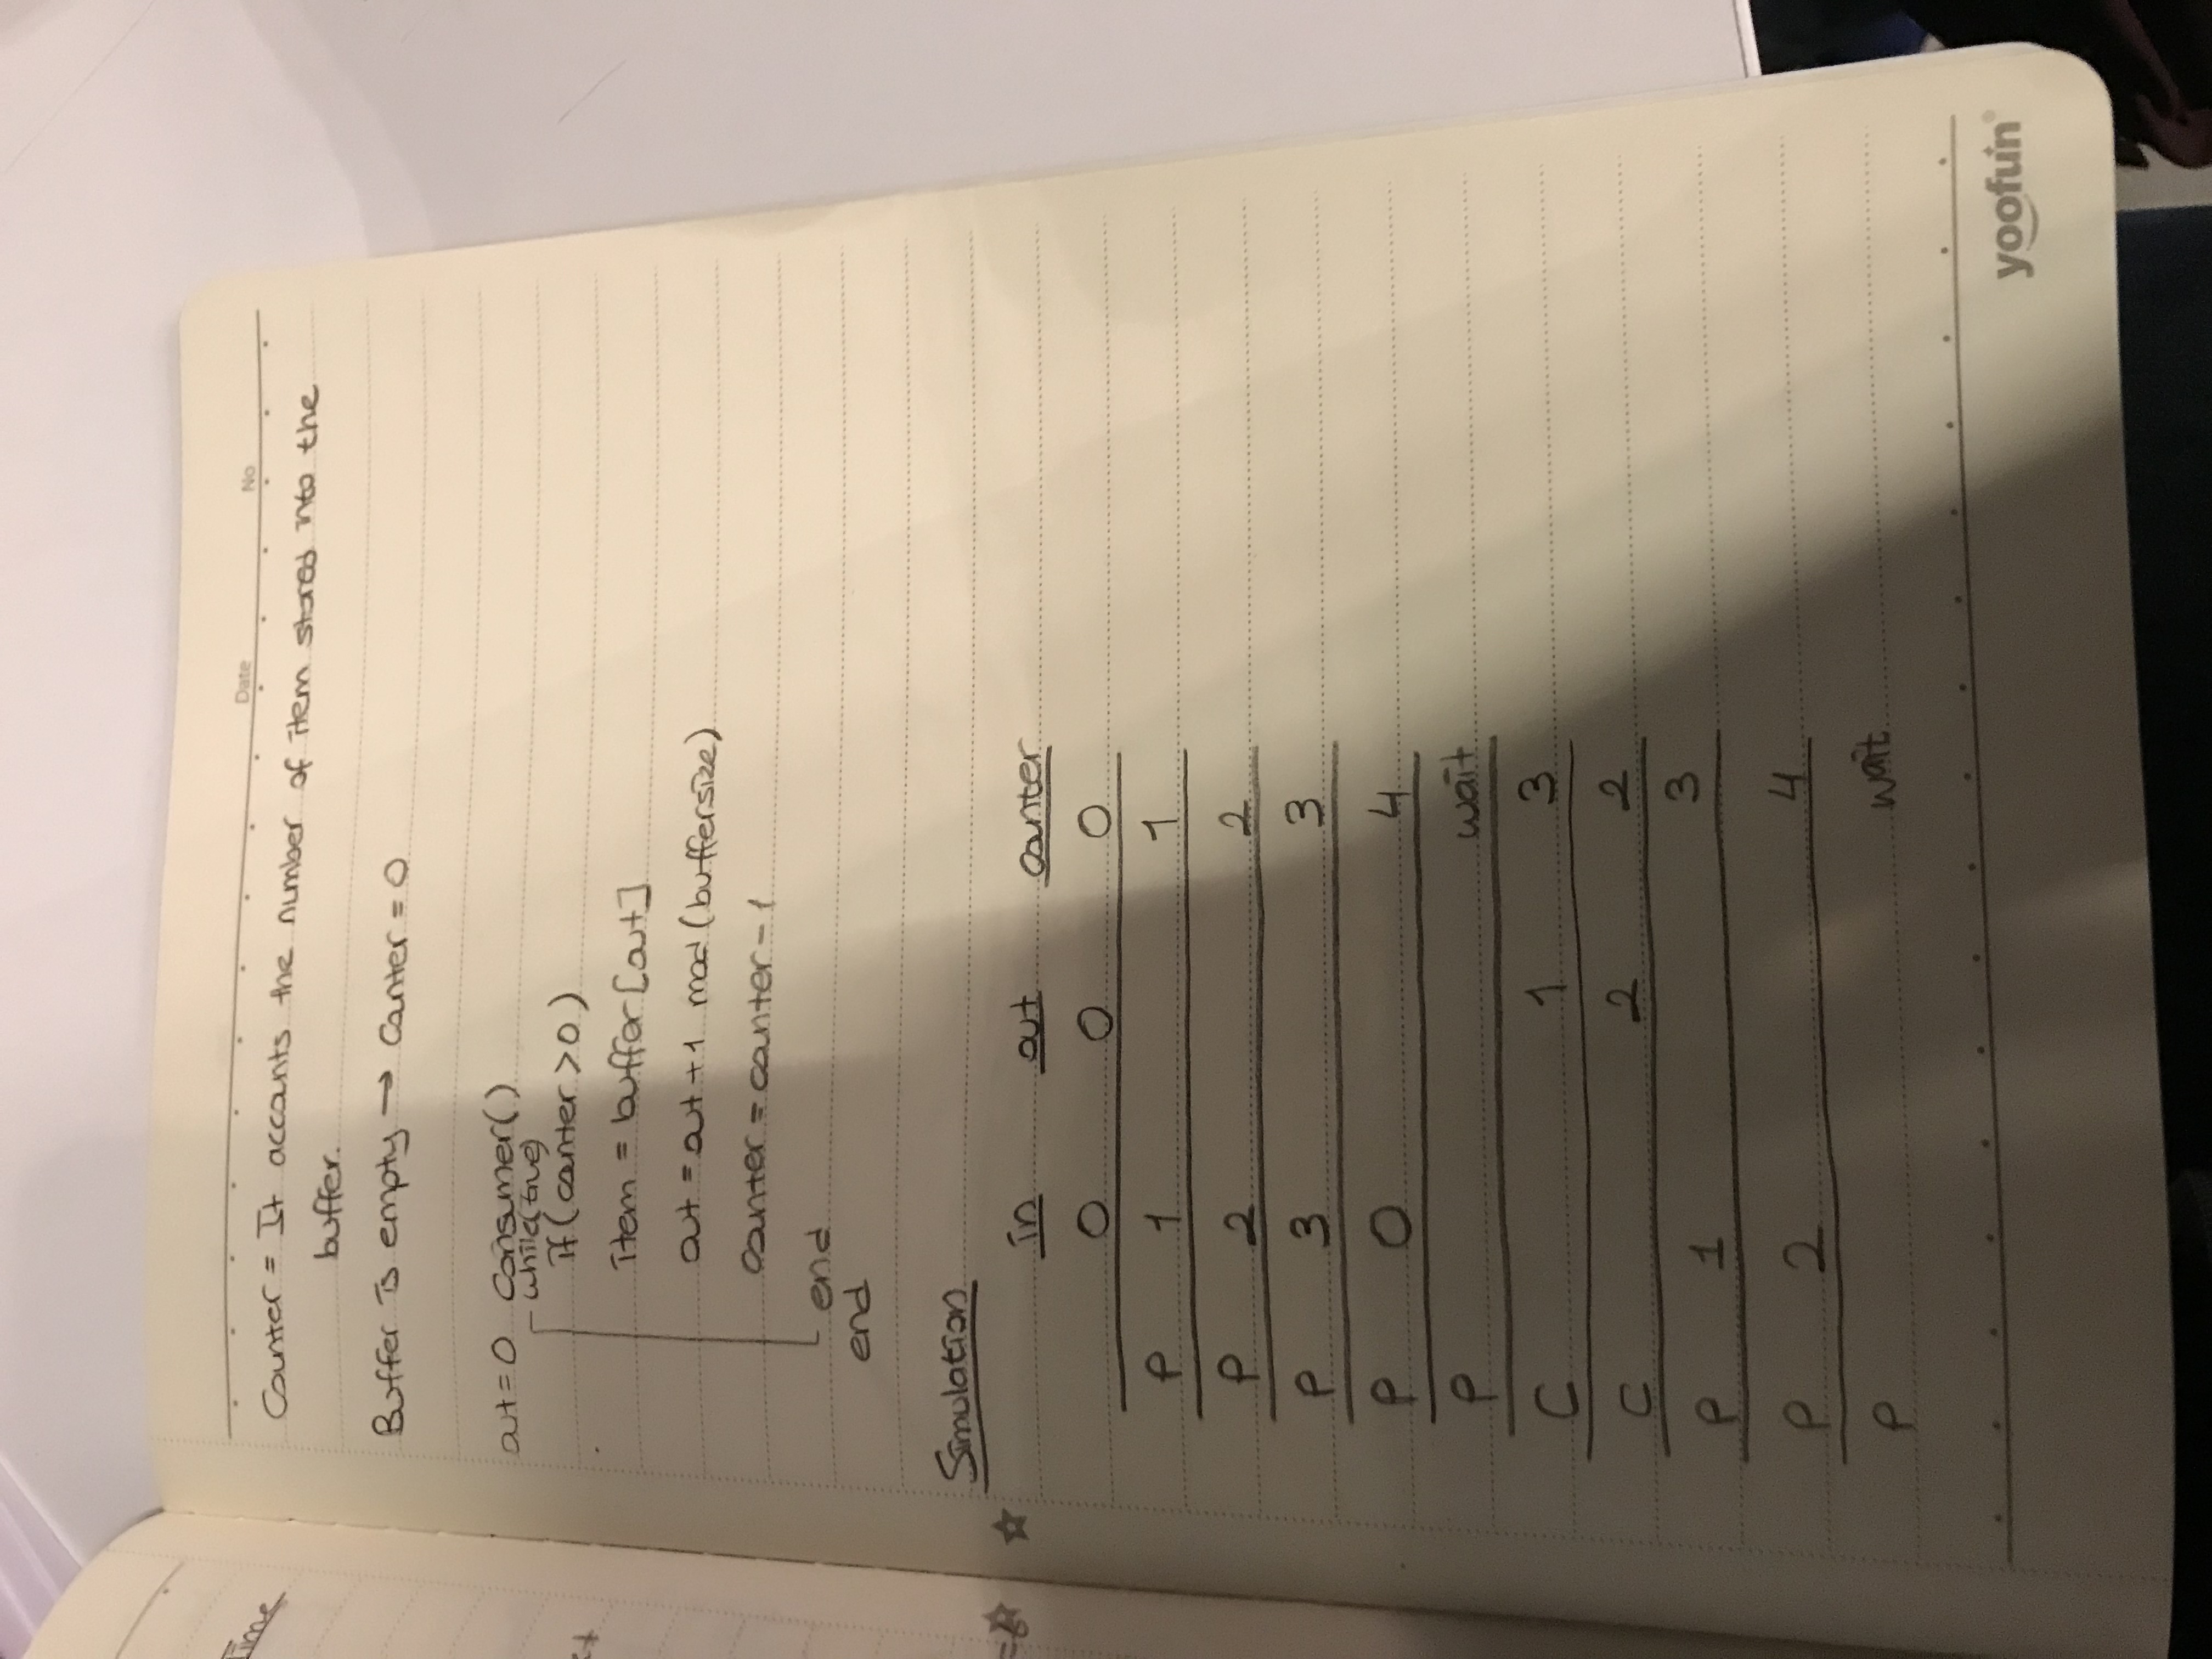 Time
Date No
Counter = It accounts the number of item stored into the
buffer.
Buffer is empty → Counter = 0
out=0 Consumer()
while(true)
if(counter >0)
item = buffer[out]
out = out +1 mod(buffersize)
counter = counter - 1
end
end
Simulation
in out counter
0 0 0
P 1 1
P 2 2
P 3 3
P 0 4
P wait
C 1 3
C 2 2
P 1 3
P 2 4
P wait
yoofun